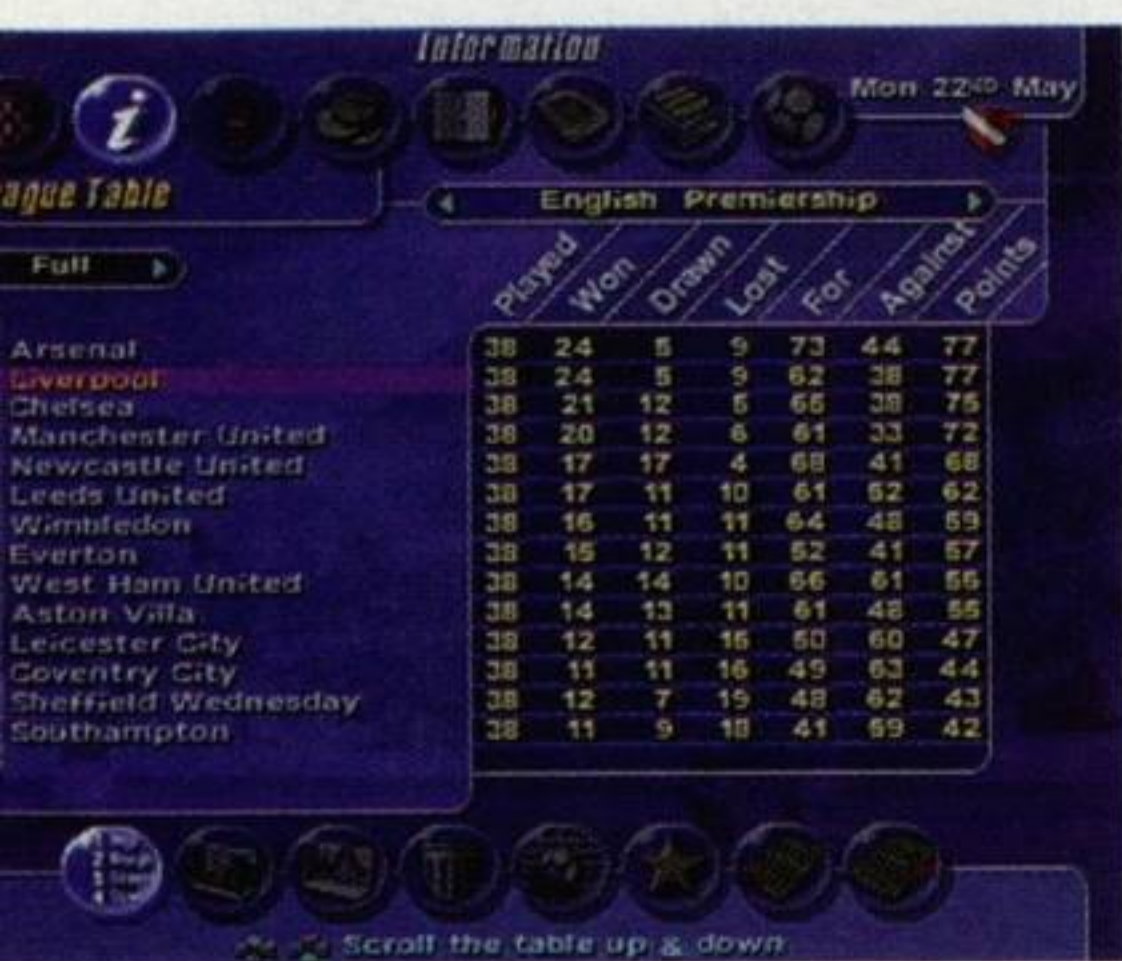 Information
Mon 22ND May
ague Table
English Premiership
Full
Played Won Drawn Lost For Against Points
Arsenal 38 24 5 9 73 44 77
Liverpool 38 24 5 9 62 38 77
Chelsea 38 21 12 5 38 75
Manchester United 38 20 12 6 61 33 72
Newcastle United 38 17 17 4 68 41 68
Leeds United 38 17 11 10 61 52 62
Wimbledon 38 16 11 11 64 48 59
Everton 38 15 12 11 52 41 57
West Ham United 38 14 14 10 66 61 56
Aston Villa 38 14 13 11 61 48 55
Leicester City 38 12 11 15 50 60 47
Coventry City 38 11 11 16 49 63 44
Sheffield Wednesday 38 12 7 19 48 62 43
Southampton 38 11 9 18 41 59 42
Scroll the table up & down